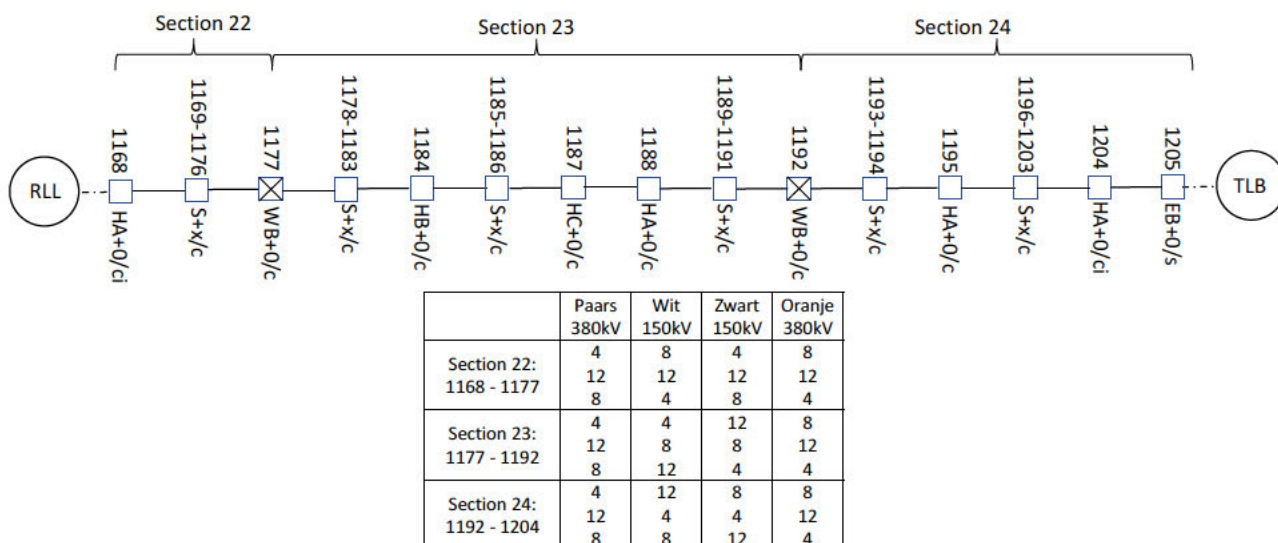 Section 22
Section 23
Section 24
1168
1169-1176
1177
1178-1183
1184
1185-1186
1187
1188
1189-1191
1192
1193-1194
1195
1196-1203
1204
1205
RLL
TLB
HA+0/ci
S+x/c
WB+0/c
S+x/c
HB+0/c
S+x/c
HC+0/c
HA+0/c
S+x/c
WB+0/c
S+x/c
HA+0/c
S+x/c
HA+0/ci
EB+0/s
Paars Wit Zwart Oranje
380kV 150kV 150kV 380kV
Section 22:
1168 - 1177
4 8 4 8
12 12 12 12
8 4 8 4
Section 23:
1177 - 1192
4 4 12 8
12 8 8 12
8 12 4 4
Section 24:
1192 - 1204
4 12 8 8
12 4 4 12
8 8 12 4